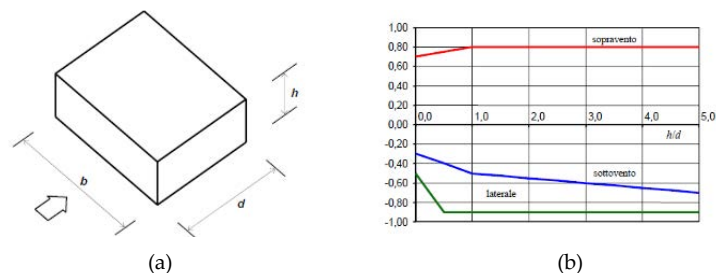 h
b
d
(a)
1,00
0,80
0,60
0,40
0,20
0,00
-0,20
-0,40
-0,60
-0,80
-1,00
sopravento
0,0 1,0 2,0 3,0 4,0 5,0
h/d
sottovento
laterale
(b)